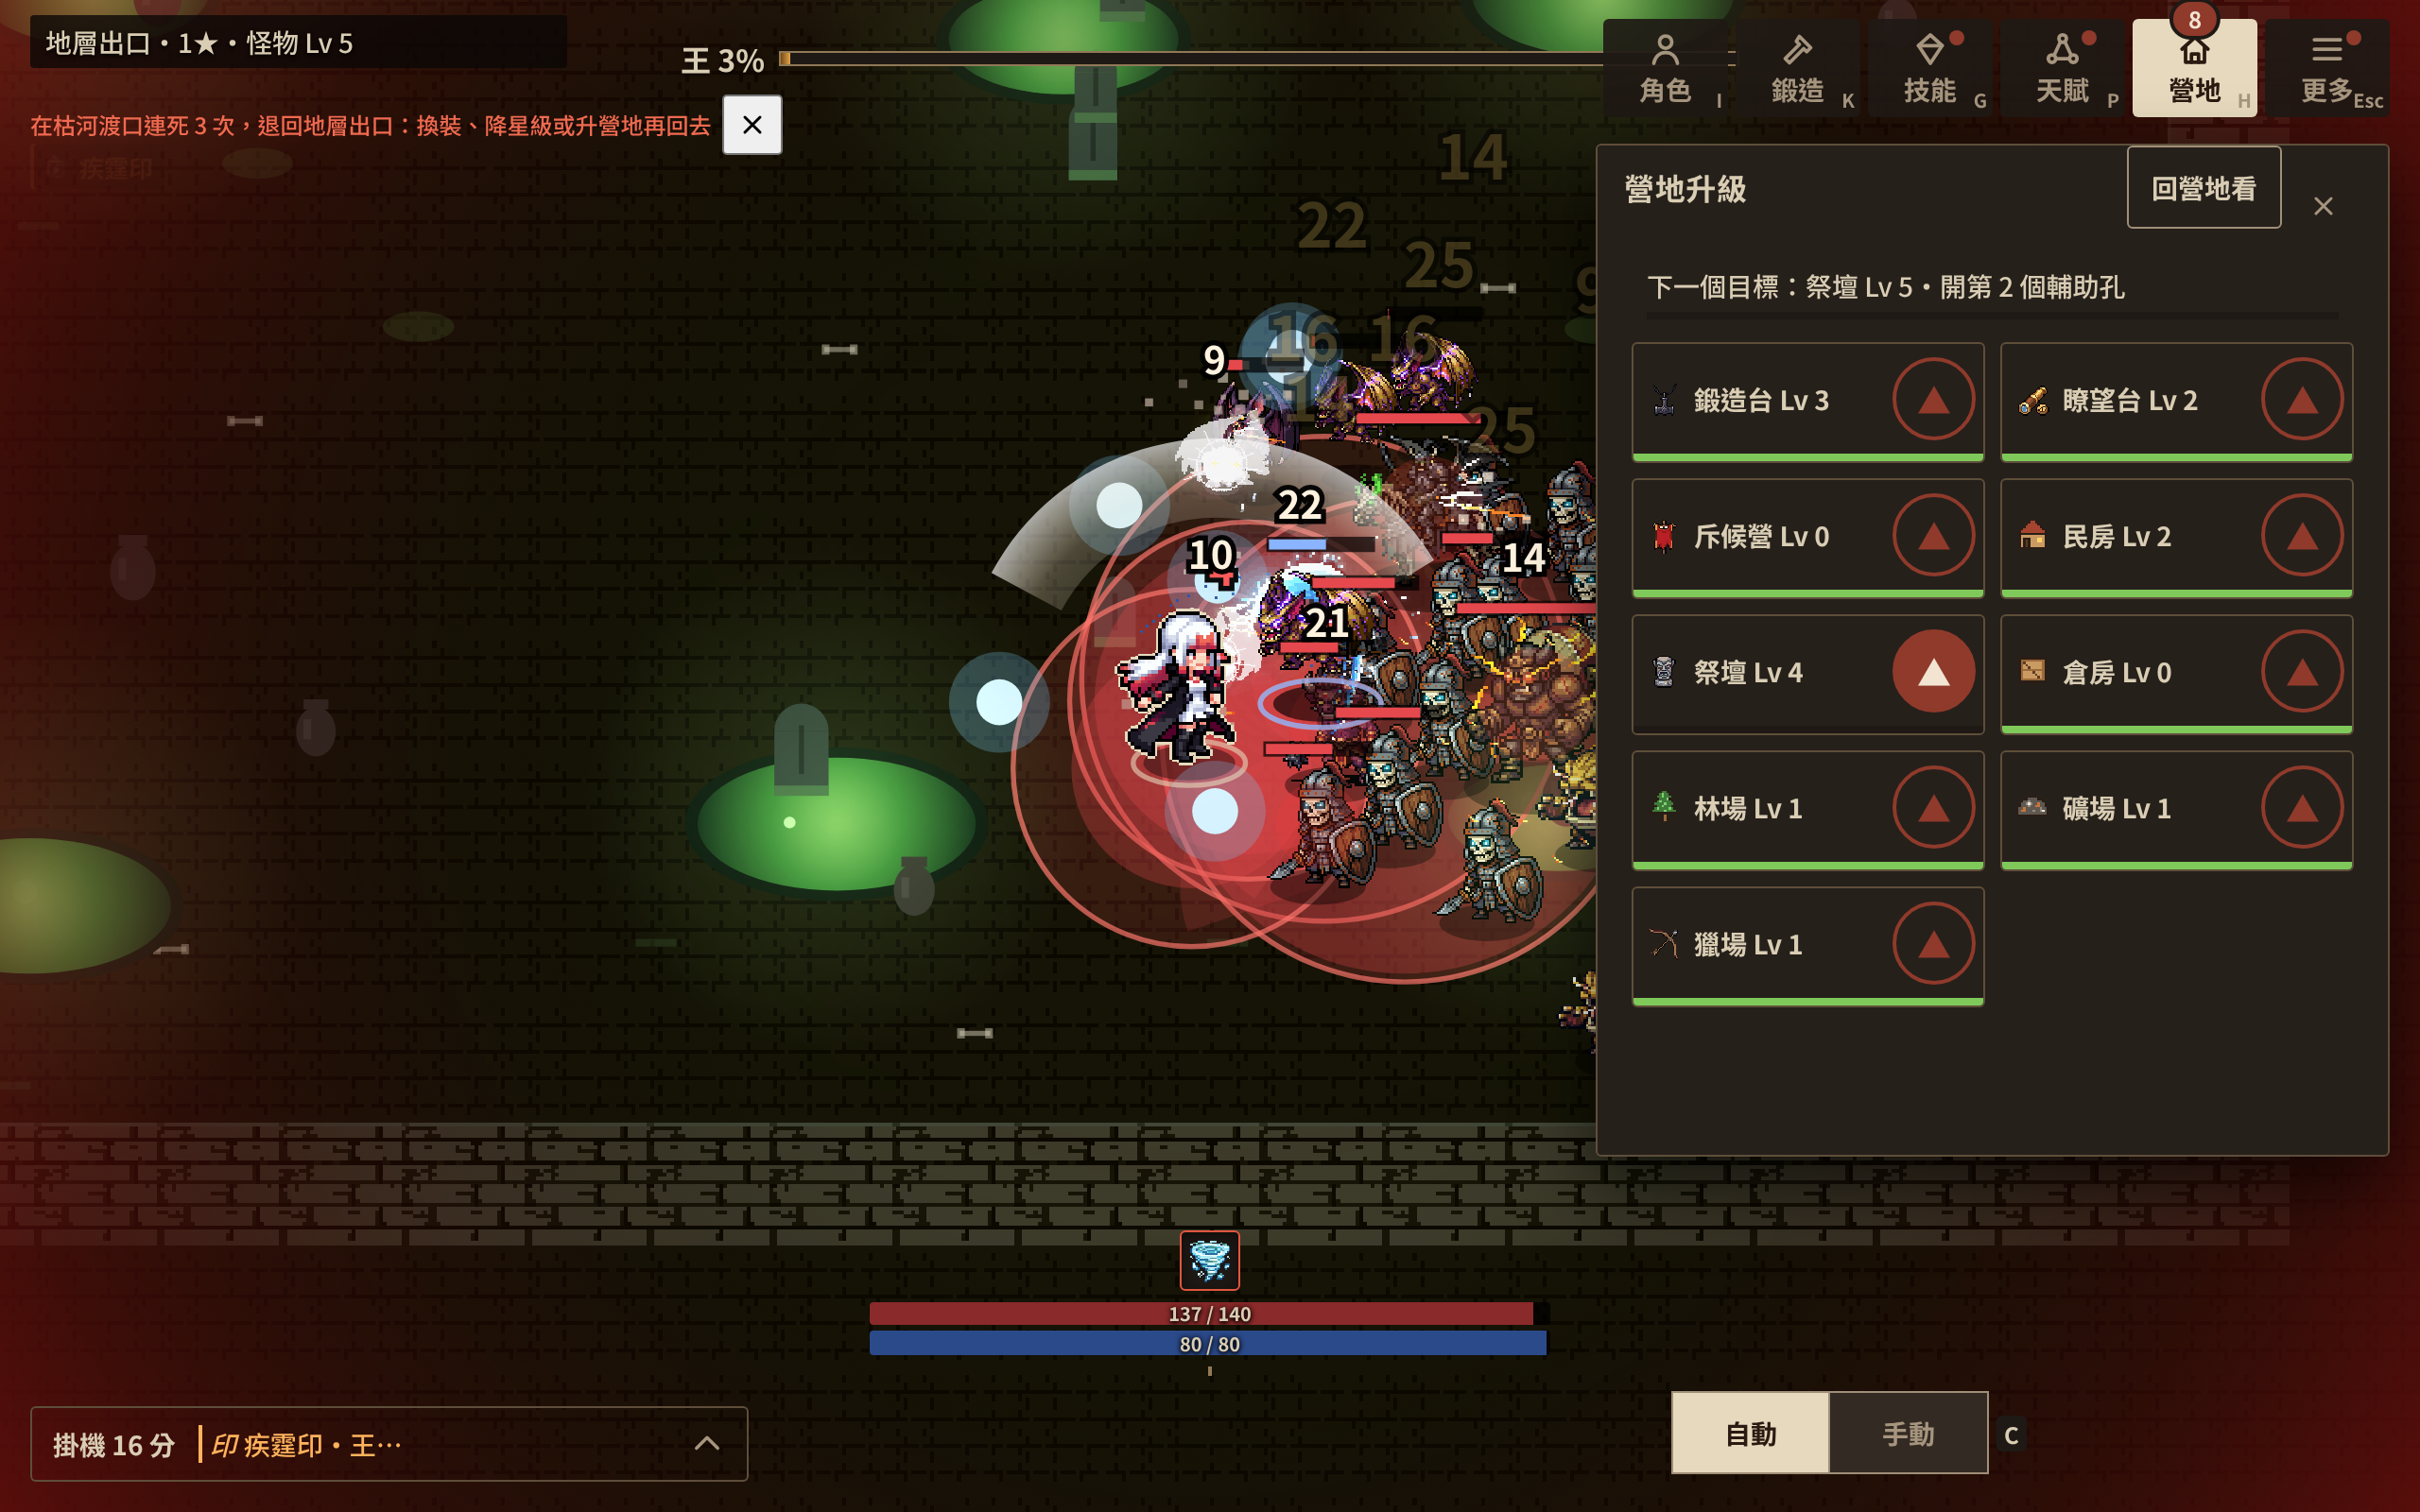 地層出口・1★・怪物 Lv 5
王 3%
角色 I
鍛造 K
技能 G
天賦 P
8
營地 H
更多 Esc
在枯河渡口連死 3 次，退回地層出口：換裝、降星級或升營地再回去
疾霆印
14
22
25
9
16
16
14
9
25
22
10
14
21
營地升級
回營地看
下一個目標：祭壇 Lv 5・開第 2 個輔助孔
鍛造台 Lv 3
瞭望台 Lv 2
斥候營 Lv 0
民房 Lv 2
祭壇 Lv 4
倉房 Lv 0
林場 Lv 1
礦場 Lv 1
獵場 Lv 1
137 / 140
80 / 80
掛機 16 分
印 疾霆印・王…
自動
手動
C